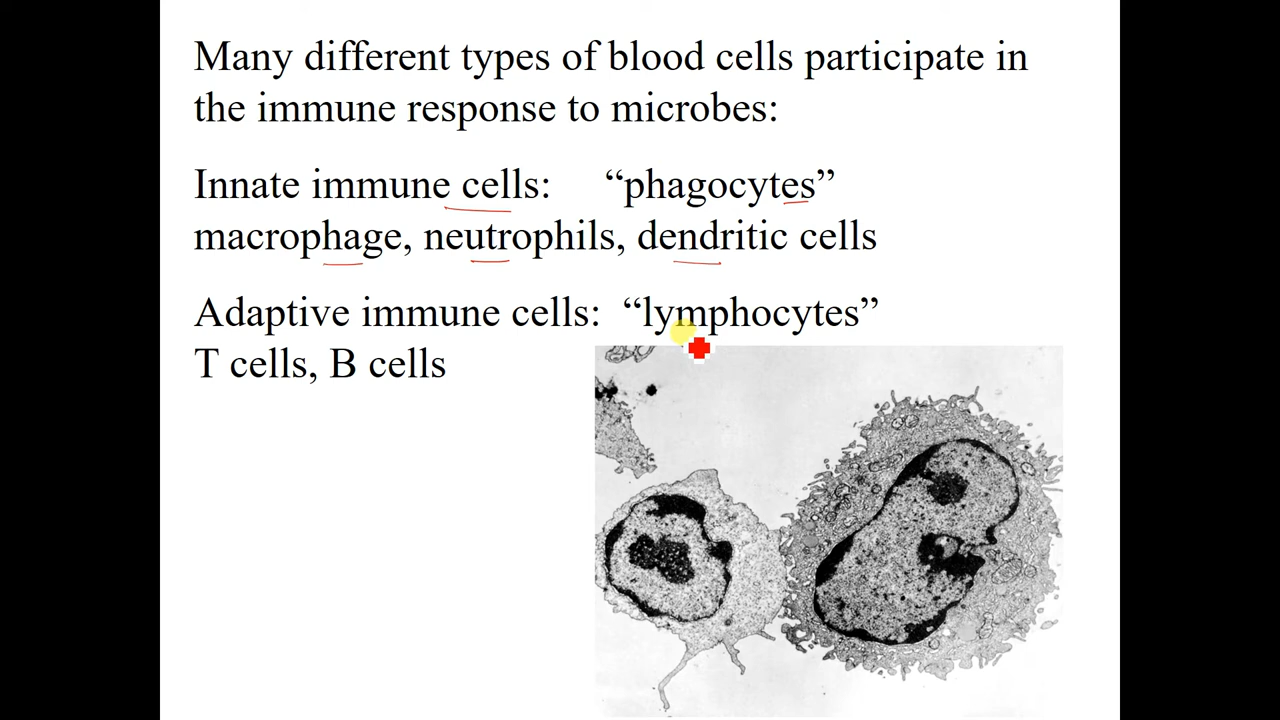 Many different types of blood cells participate in
the immune response to microbes:
Innate immune cells: “phagocytes”
macrophage, neutrophils, dendritic cells
Adaptive immune cells: “lymphocytes”
T cells, B cells